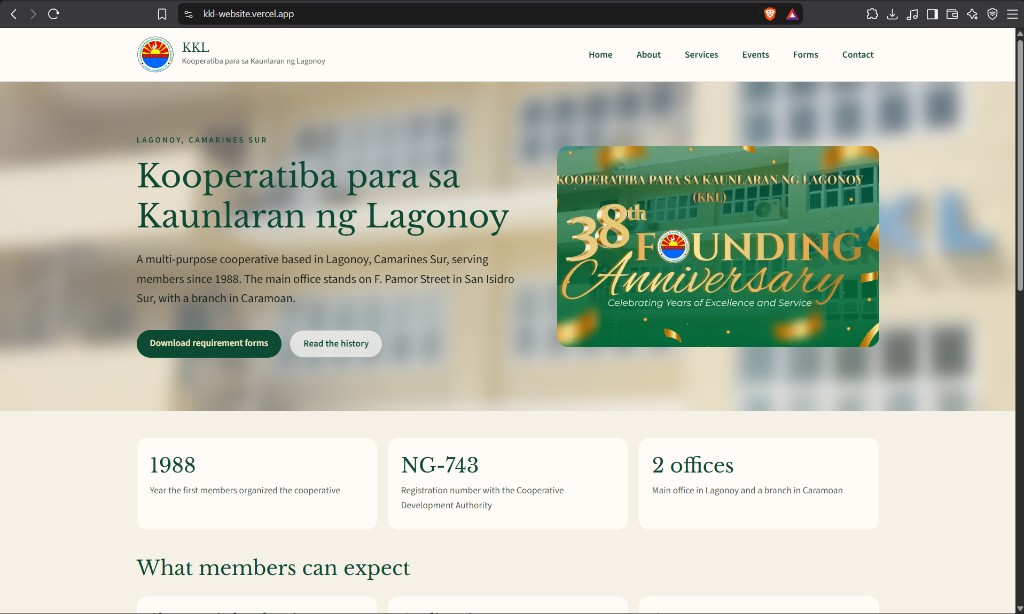 kkl-website.vercel.app
KKL
Kooperatiba para sa Kaunlaran ng Lagonoy
Home
About
Services
Events
Forms
Contact
LAGONOY, CAMARINES SUR
Kooperatiba para sa
Kaunlaran ng Lagonoy
A multi-purpose cooperative based in Lagonoy, Camarines Sur, serving
members since 1988. The main office stands on F. Pamor Street in San Isidro
Sur, with a branch in Caramoan.
Download requirement forms
Read the history
KOOPERATIBA PARA SA KAUNLARAN NG LAGONOY
(KKL)
38th
FOUNDING
Anniversary
Celebrating Years of Excellence and Service
1988
Year the first members organized the cooperative
NG-743
Registration number with the Cooperative
Development Authority
2 offices
Main office in Lagonoy and a branch in Caramoan
What members can expect